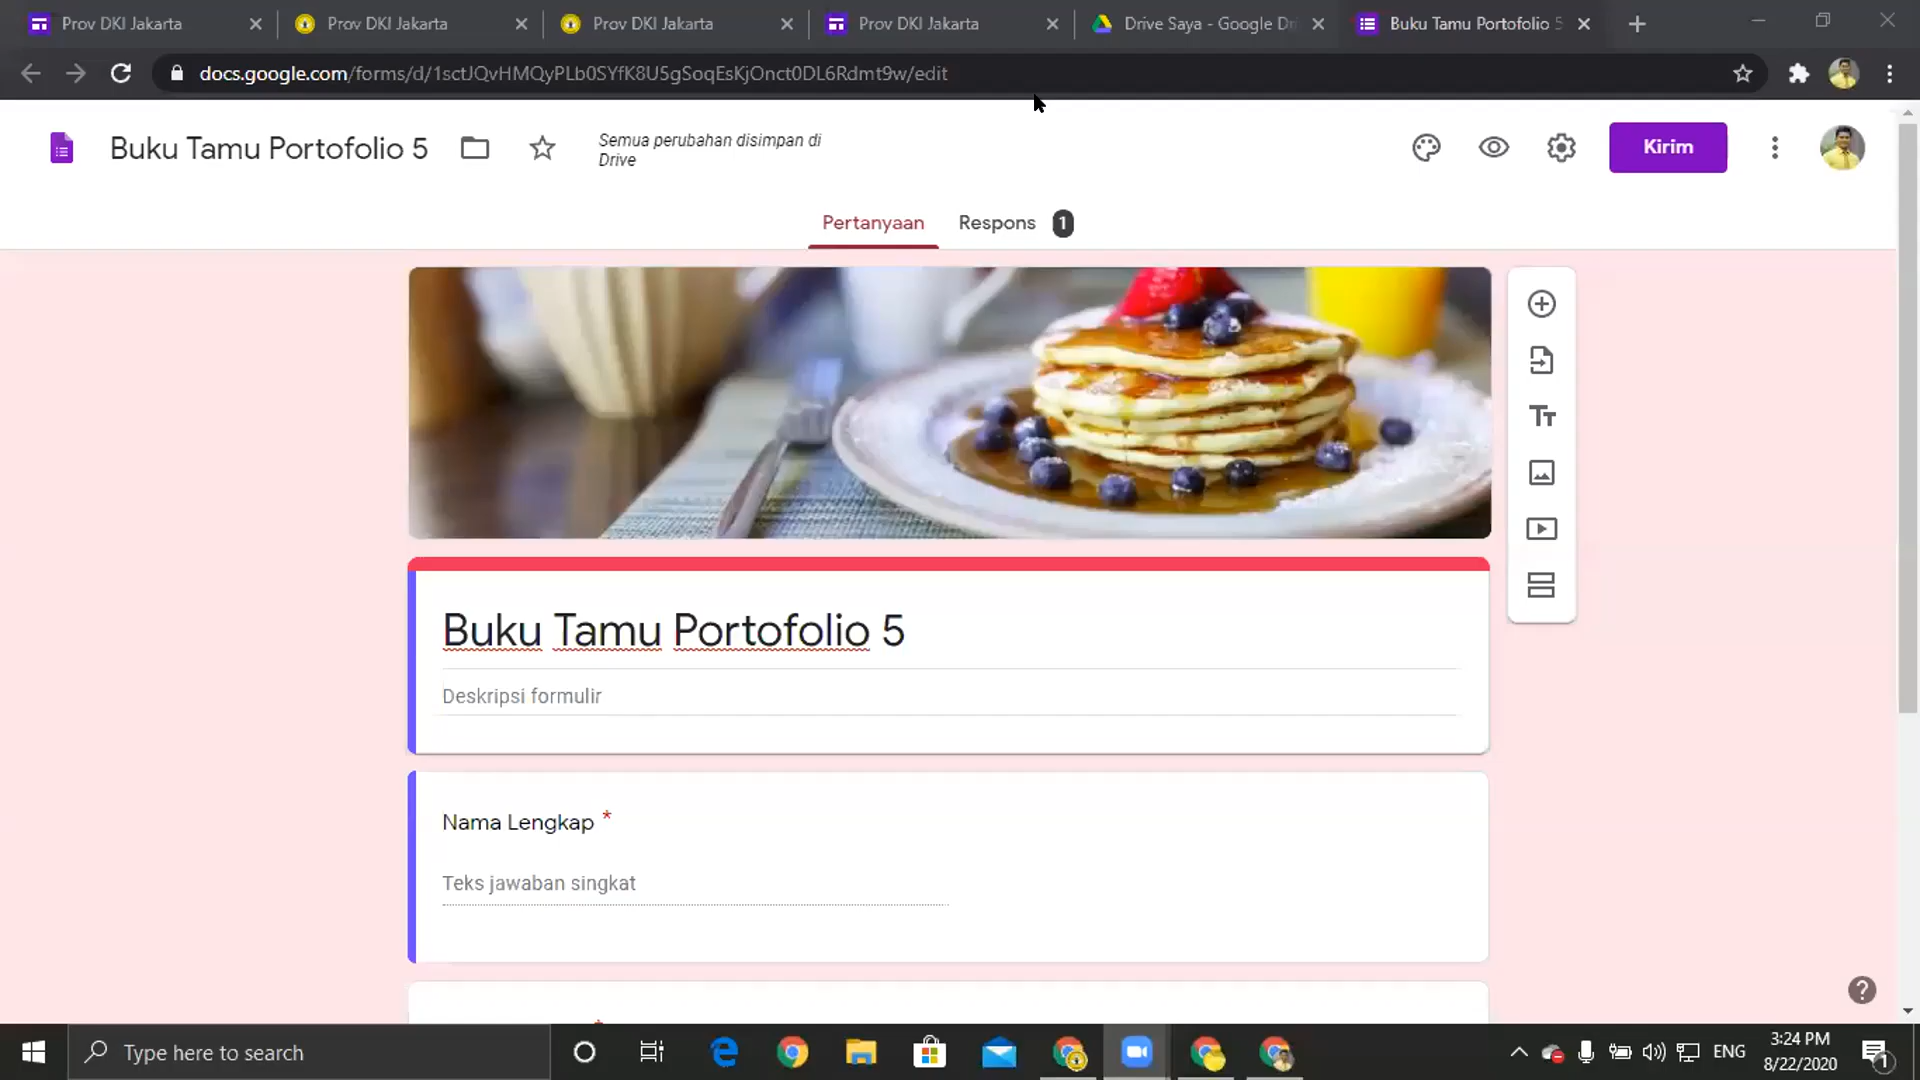 Prov DKI Jakarta
Prov DKI Jakarta
Prov DKI Jakarta
Prov DKI Jakarta
Drive Saya - Google Dri
Buku Tamu Portofolio 5
docs.google.com/forms/d/1sctJQvHMQyPLb0SYfK8U5gSoqEsKjOnct0DL6Rdmt9w/edit
Buku Tamu Portofolio 5
Semua perubahan disimpan di
Drive
Kirim
Pertanyaan
Respons 1
Buku Tamu Portofolio 5
Deskripsi formulir
Nama Lengkap *
Teks jawaban singkat
Type here to search
ENG
3:24 PM
8/22/2020
1